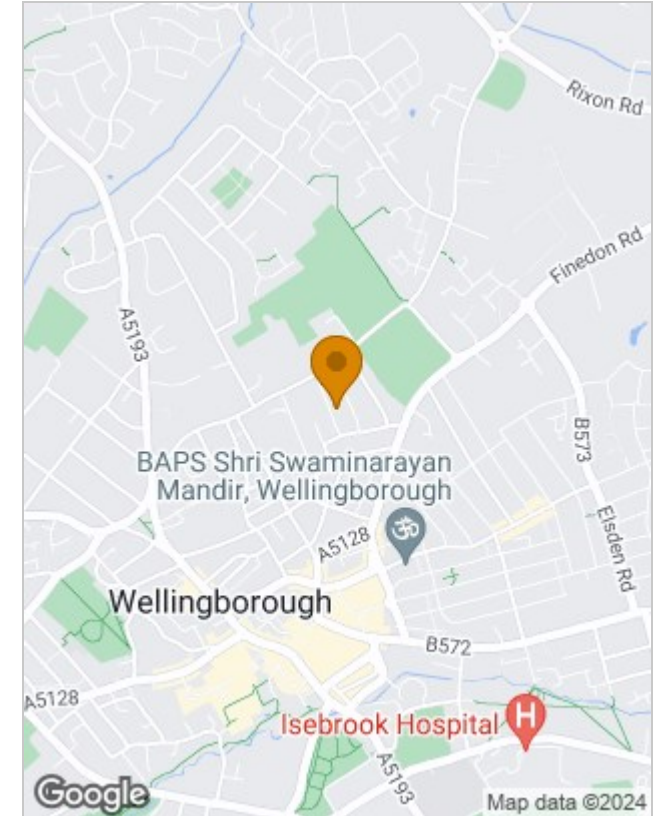 Rixon Rd
Finedon Rd
A5193
B573
BAPS Shri Swaminarayan
Mandir, Wellingborough
Elsden Rd
A5128
ॐ
Wellingborough
B572
A5128
Isebrook Hospital
H
A5193
Google
Map data ©2024